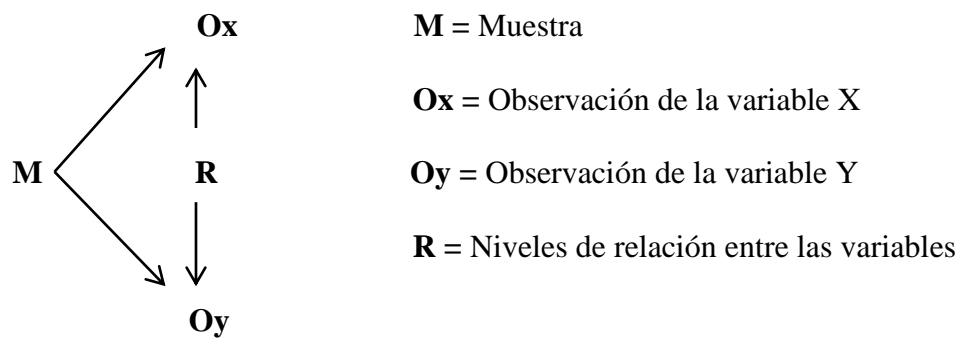 Ox M = Muestra
Ox = Observación de la variable X
M R Oy = Observación de la variable Y
R = Niveles de relación entre las variables
Oy